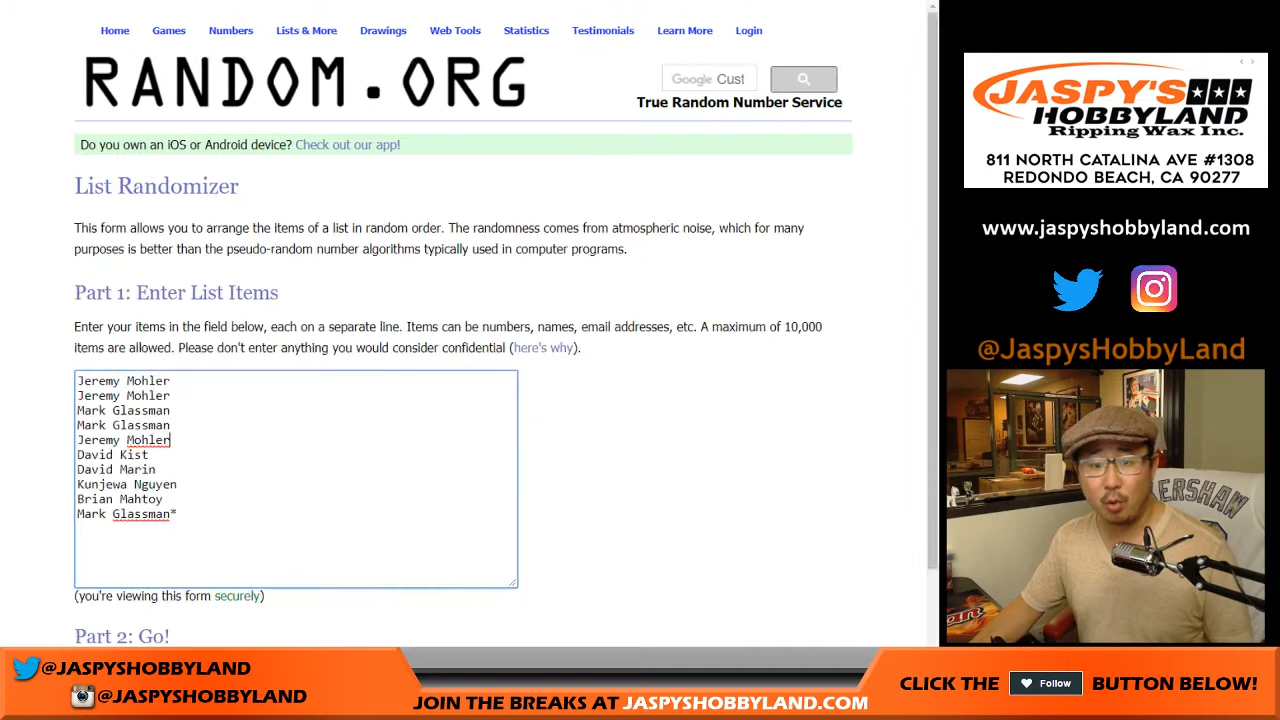 Home Games Numbers Lists & More Drawings Web Tools Statistics Testimonials Learn More Login
RANDOM.ORG
Google Cust
True Random Number Service
Do you own an iOS or Android device? Check out our app!
List Randomizer
This form allows you to arrange the items of a list in random order. The randomness comes from atmospheric noise, which for many
purposes is better than the pseudo-random number algorithms typically used in computer programs.
Part 1: Enter List Items
Enter your items in the field below, each on a separate line. Items can be numbers, names, email addresses, etc. A maximum of 10,000
items are allowed. Please don't enter anything you would consider confidential (here's why).
Jeremy Mohler
Jeremy Mohler
Mark Glassman
Mark Glassman
Jeremy Mohler
David Kist
David Marin
Kunjewa Nguyen
Brian Mahtoy
Mark Glassman*
(you're viewing this form securely)
Part 2: Go!
JASPY'S
HOBBYLAND
Ripping Wax Inc.
811 NORTH CATALINA AVE #1308
REDONDO BEACH, CA 90277
www.jaspyshobbyland.com
@JaspysHobbyLand
ERSHAW
@JASPYSHOBBYLAND
@JASPYSHOBBYLAND
JOIN THE BREAKS AT JASPYSHOBBYLAND.COM
CLICK THE Follow BUTTON BELOW!